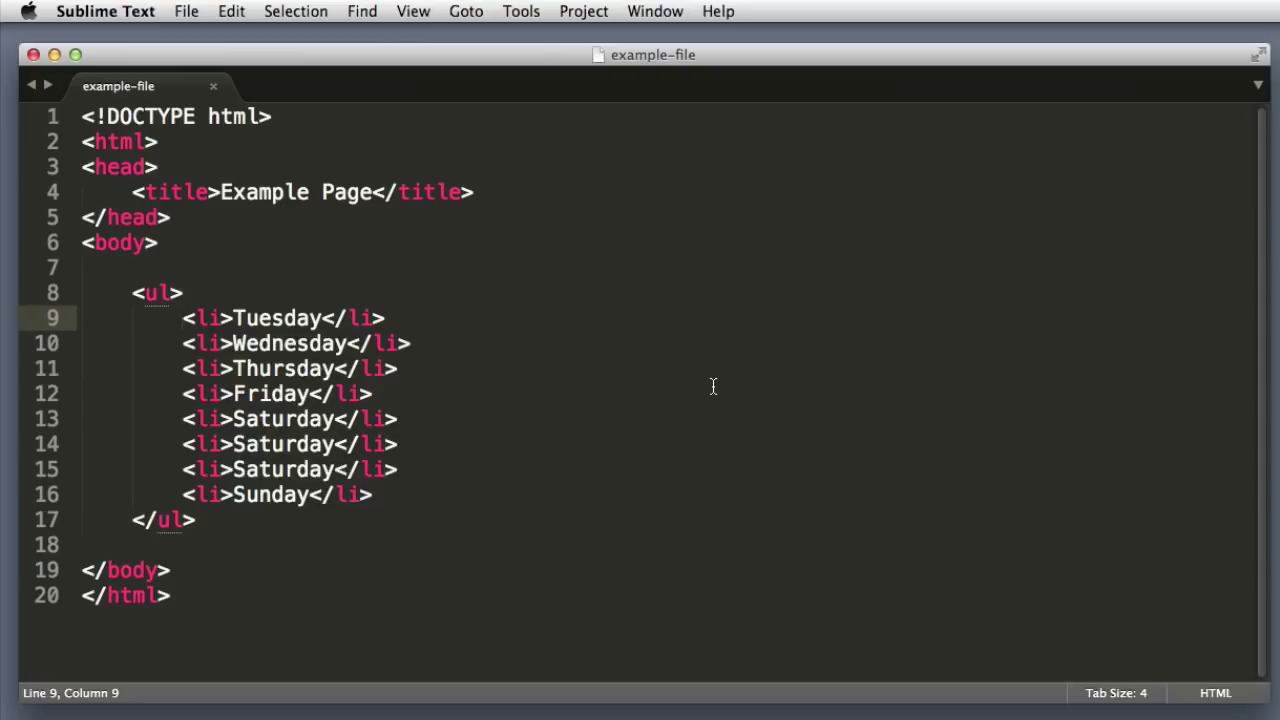 Sublime Text File Edit Selection Find View Goto Tools Project Window Help
example-file
example-file ×
1 <!DOCTYPE html>
2 <html>
3 <head>
4 <title>Example Page</title>
5 </head>
6 <body>
7
8 <ul>
9 <li>Tuesday</li>
10 <li>Wednesday</li>
11 <li>Thursday</li>
12 <li>Friday</li>
13 <li>Saturday</li>
14 <li>Saturday</li>
15 <li>Saturday</li>
16 <li>Sunday</li>
17 </ul>
18
19 </body>
20 </html>
Line 9, Column 9 Tab Size: 4 HTML